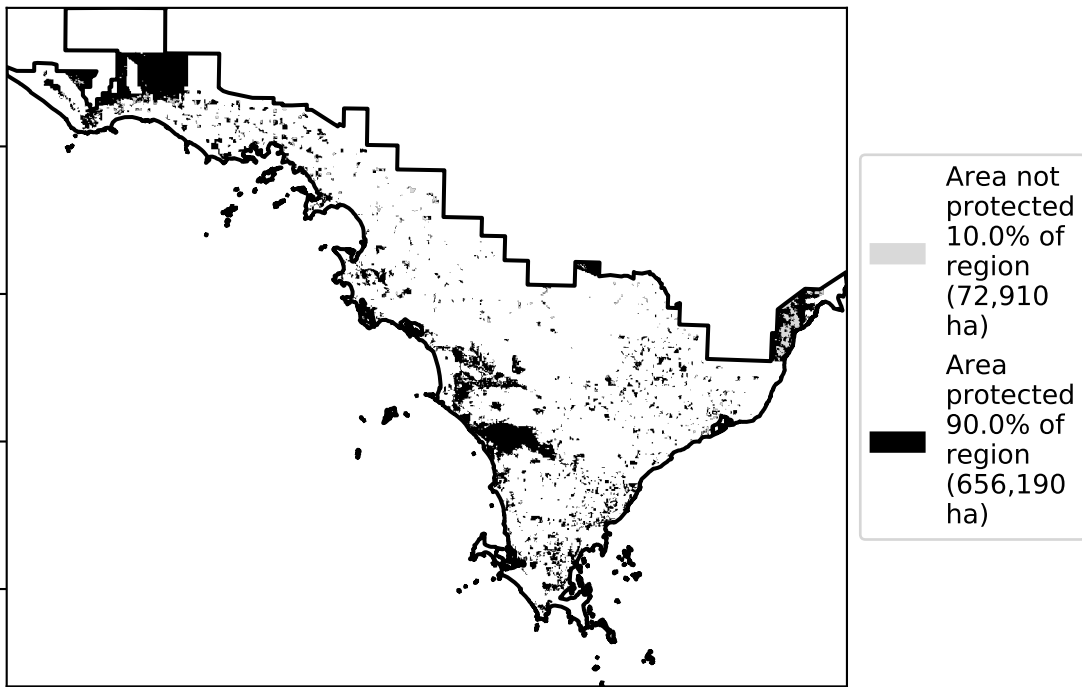 Area not
protected
10.0% of
region
(72,910
ha)
Area
protected
90.0% of
region
(656,190
ha)